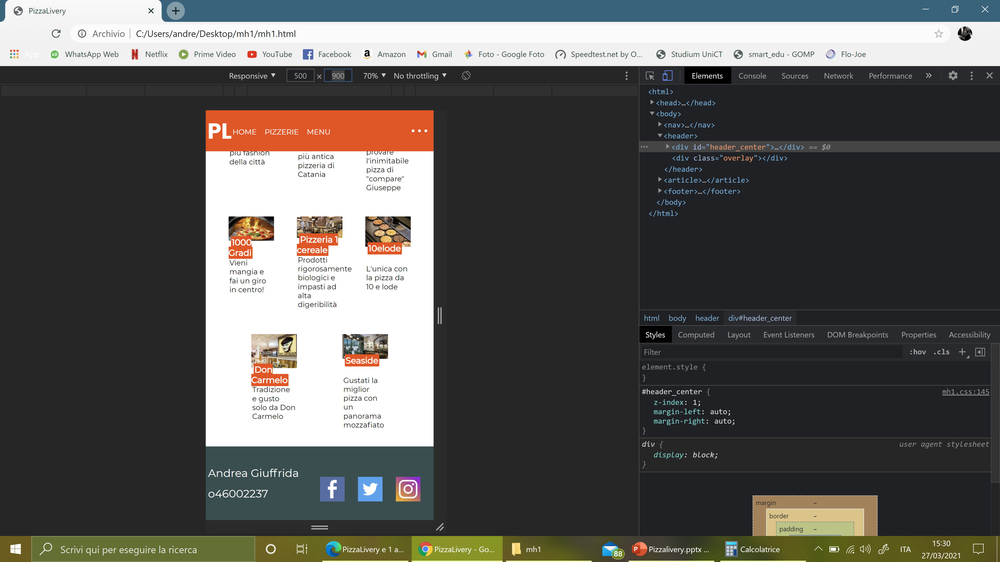 PizzaLivery
Archivio C:/Users/andre/Desktop/mh1/mh1.html
App 40 WhatsApp Web Netflix Prime Video YouTube Facebook Amazon Gmail Foto - Google Foto Speedtest.net by O... Studium UniCT smart_edu - GOMP Flo-Joe
Responsive 500 × 900 70% No throttling
Elements Console Sources Network Performance
<html>
<head>…</head>
<body>
<nav>…</nav>
<header>
<div id="header_center">…</div> == $0
<div class="overlay"></div>
</header>
<article>…</article>
<footer>…</footer>
</body>
</html>
PL HOME PIZZERIE MENU
più fashion
della città
più antica
pizzeria di
Catania
provare
l'inimitabile
pizza di
"compare"
Giuseppe
1000
Gradi
Vieni
mangia e
fai un giro
in centro!
Pizzeria 1
cereale
Prodotti
rigorosamente
biologici e
impasti ad
alta
digeribilità
10elode
L'unica con
la pizza da
10 e lode
DON CARMELO
Don
Carmelo
Tradizione
e gusto
solo da Don
Carmelo
Seaside
Gustati la
miglior
pizza con
un
panorama
mozzafiato
Andrea Giuffrida
o46002237
html body header div#header_center
Styles Computed Layout Event Listeners DOM Breakpoints Properties Accessibility
Filter :hov .cls
element.style {
}
#header_center { mh1.css:145
z-index: 1;
margin-left: auto;
margin-right: auto;
}
div { user agent stylesheet
display: block;
}
margin –
border –
padding –
Scrivi qui per eseguire la ricerca
PizzaLivery e 1 a...
PizzaLivery - Go...
mh1
88
Pizzalivery.pptx ...
Calcolatrice
ITA
15:30
27/03/2021